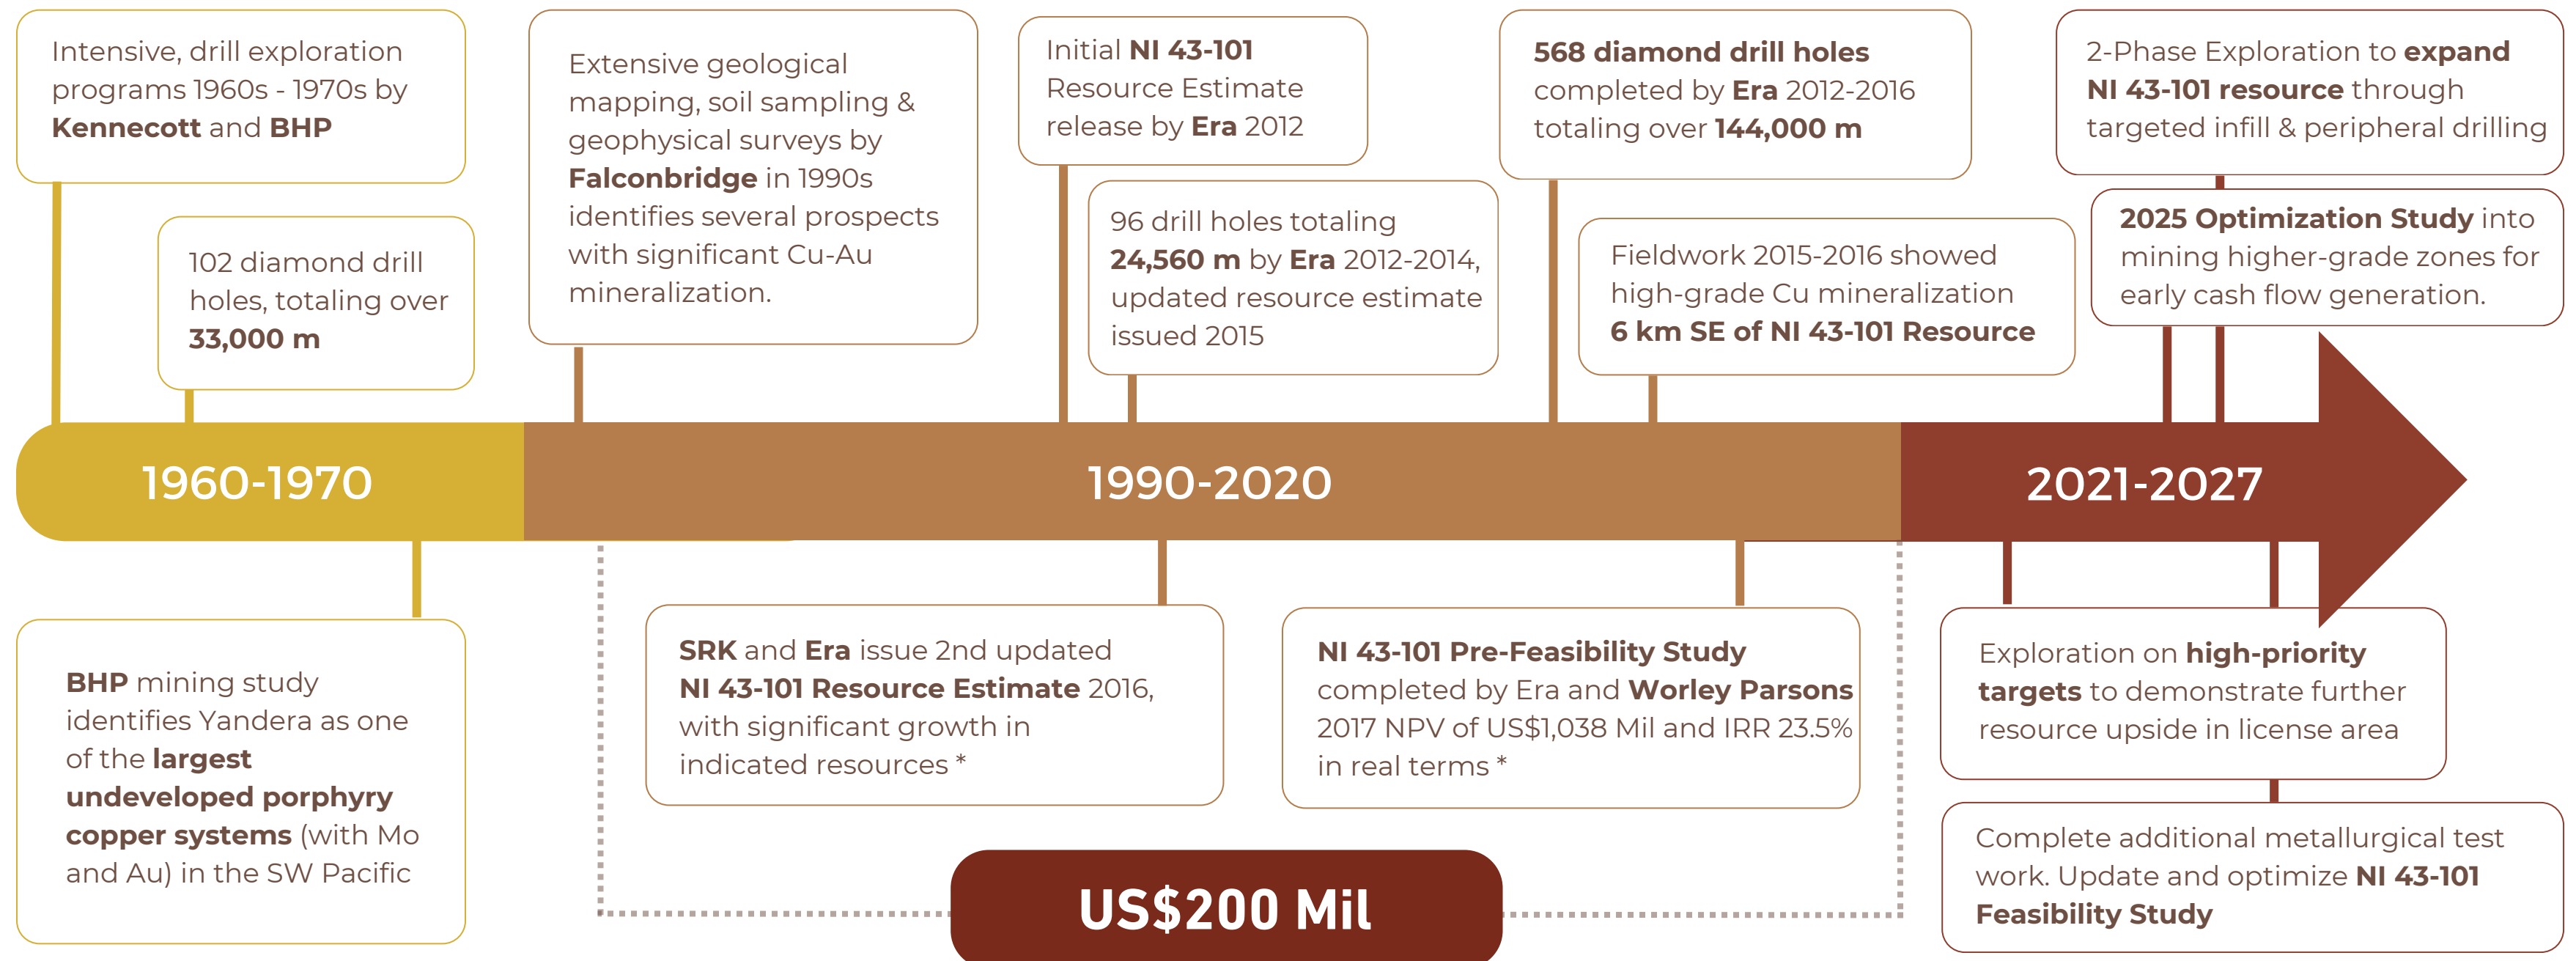 Intensive, drill exploration
programs 1960s - 1970s by
Kennecott and BHP
102 diamond drill
holes, totaling over
33,000 m
Extensive geological
mapping, soil sampling &
geophysical surveys by
Falconbridge in 1990s
identifies several prospects
with significant Cu-Au
mineralization.
Initial NI 43-101
Resource Estimate
release by Era 2012
96 drill holes totaling
24,560 m by Era 2012-2014,
updated resource estimate
issued 2015
568 diamond drill holes
completed by Era 2012-2016
totaling over 144,000 m
Fieldwork 2015-2016 showed
high-grade Cu mineralization
6 km SE of NI 43-101 Resource
2-Phase Exploration to expand
NI 43-101 resource through
targeted infill & peripheral drilling
2025 Optimization Study into
mining higher-grade zones for
early cash flow generation.
1960-1970
1990-2020
2021-2027
BHP mining study
identifies Yandera as one
of the largest
undeveloped porphyry
copper systems (with Mo
and Au) in the SW Pacific
SRK and Era issue 2nd updated
NI 43-101 Resource Estimate 2016,
with significant growth in
indicated resources *
NI 43-101 Pre-Feasibility Study
completed by Era and Worley Parsons
2017 NPV of US$1,038 Mil and IRR 23.5%
in real terms *
Exploration on high-priority
targets to demonstrate further
resource upside in license area
Complete additional metallurgical test
work. Update and optimize NI 43-101
Feasibility Study
US$200 Mil